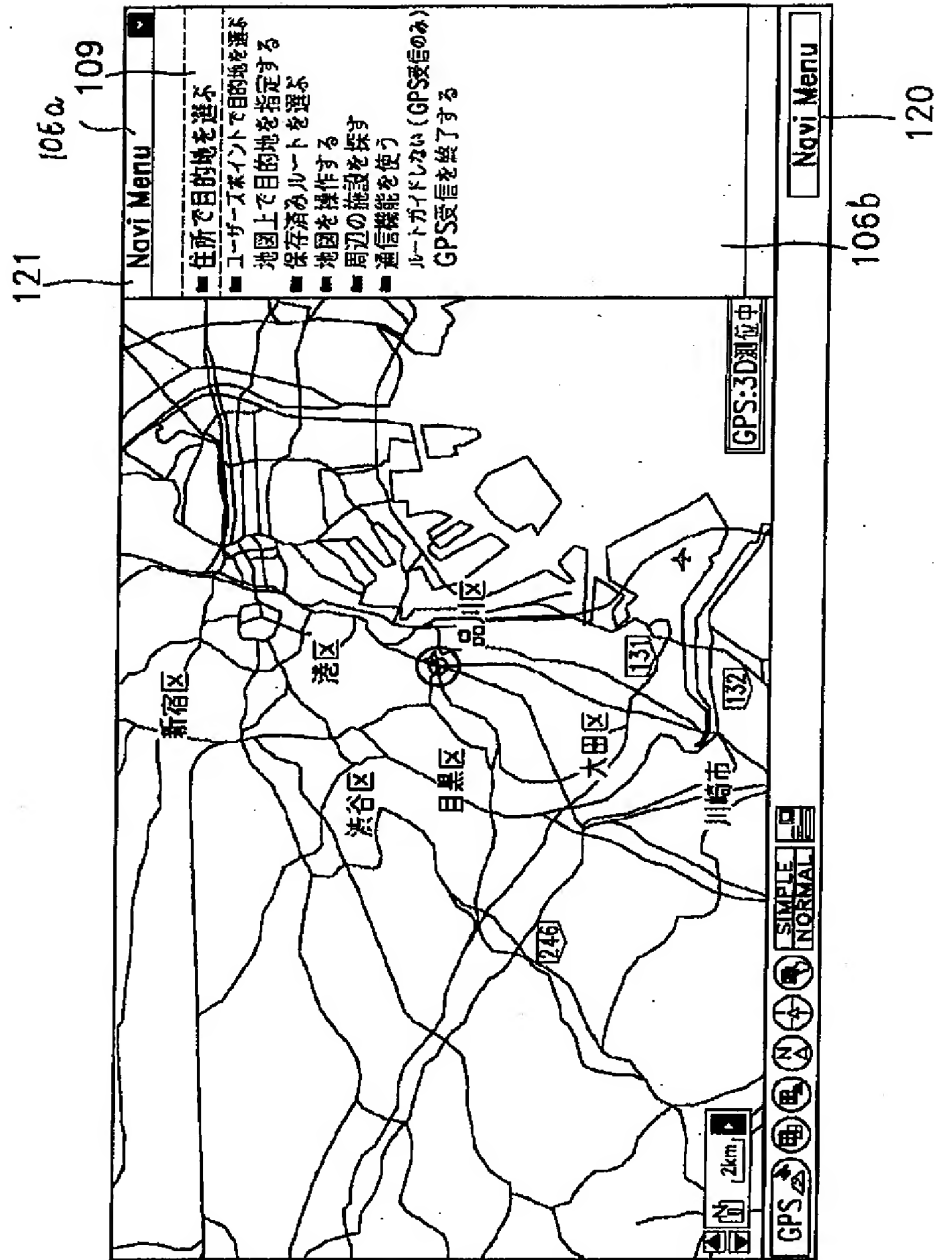 106a
121
109
Navi Menu
住所で目的地を選ぶ
ユーザーズポイントで目的地を選ぶ
地図上で目的地を指定する
保存済みルートを選ぶ
地図を操作する
周辺の施設を探す
通信機能を使う
ルートガイドしない(GPS受信のみ)
GPS受信を終了する
新宿区
港区
渋谷区
品川区
目黒区
大田区
131
132
川崎市
246
GPS:3D測位中
N
2km
GPS
N
SIMPLE
NORMAL
Navi Menu
106b
120